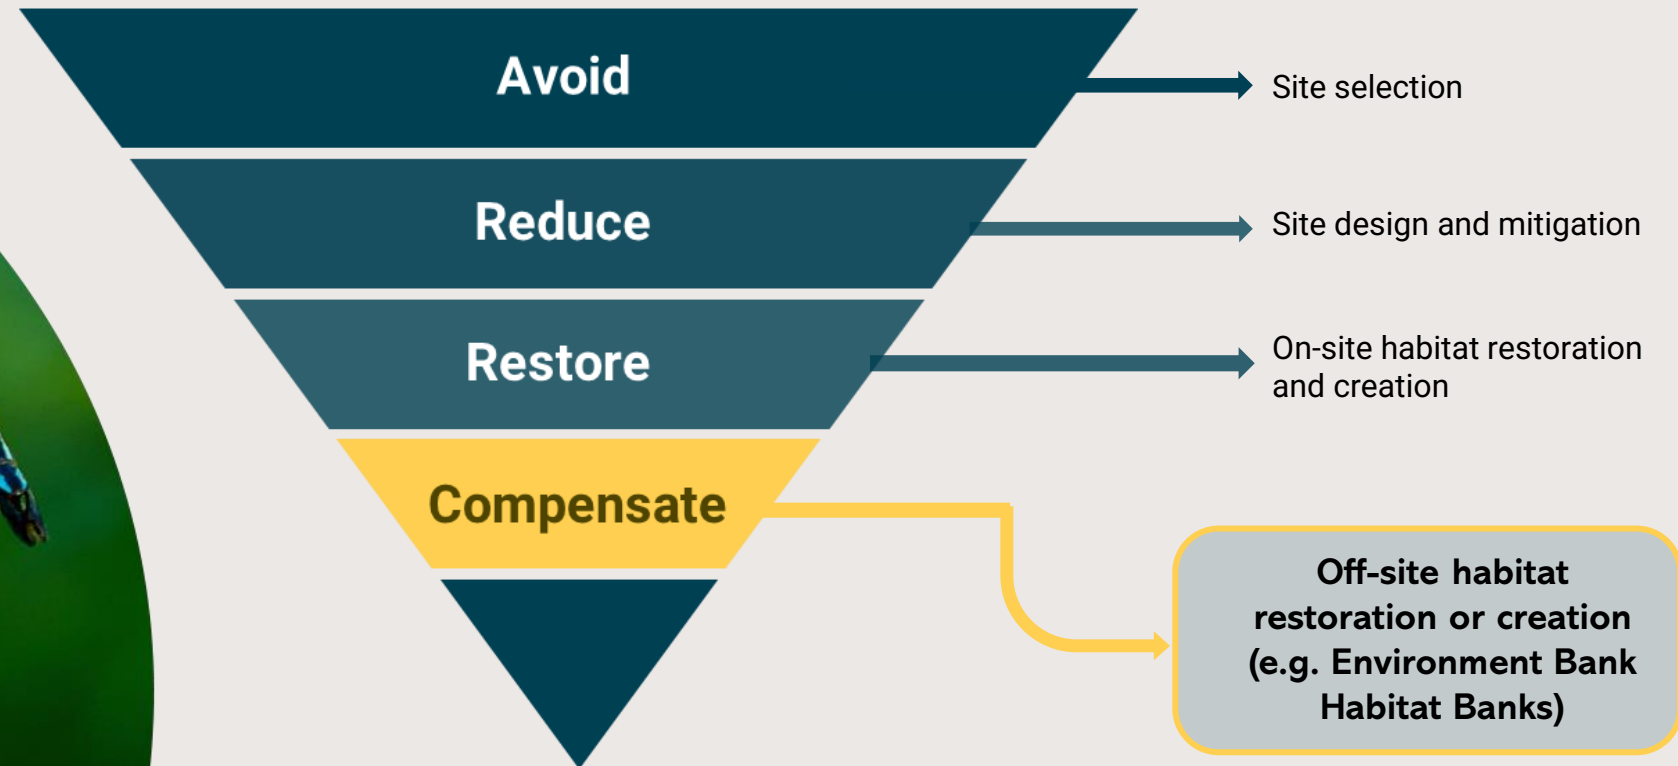 Avoid
Site selection
Reduce
Site design and mitigation
Restore
On-site habitat restoration
and creation
Compensate
Off-site habitat
restoration or creation
(e.g. Environment Bank
Habitat Banks)